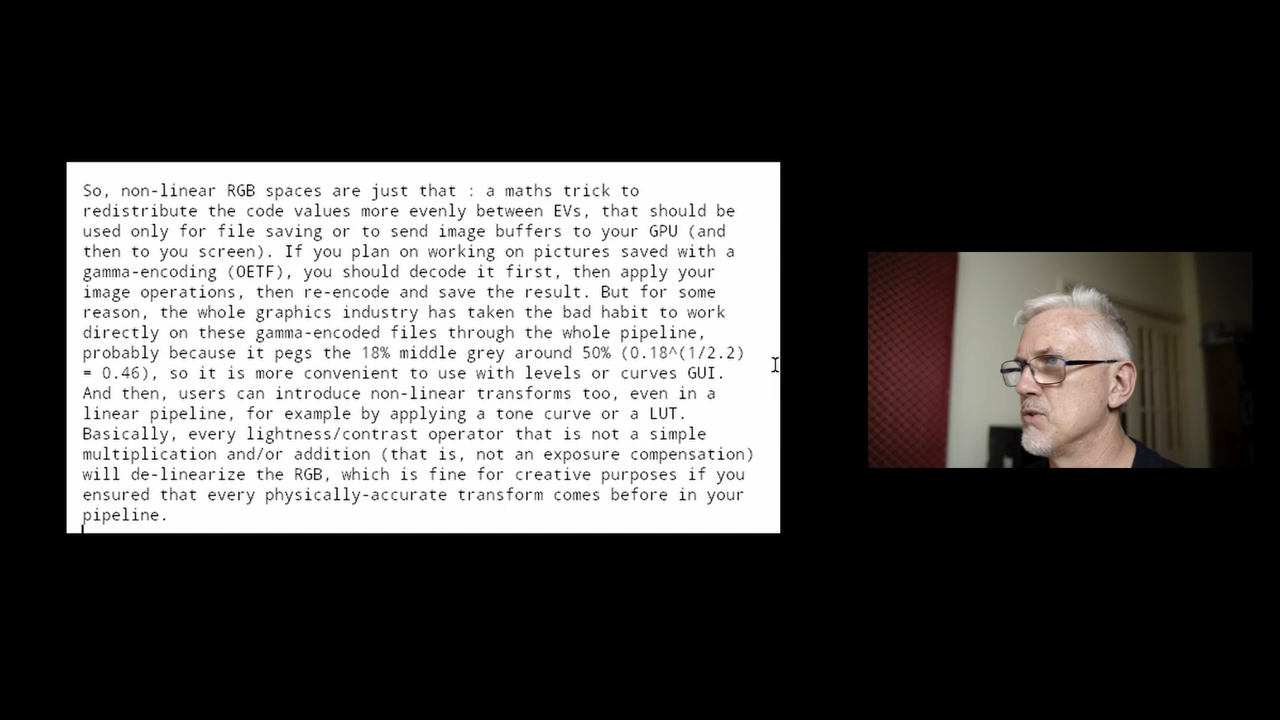 So, non-linear RGB spaces are just that : a maths trick to
redistribute the code values more evenly between EVs, that should be
used only for file saving or to send image buffers to your GPU (and
then to you screen). If you plan on working on pictures saved with a
gamma-encoding (OETF), you should decode it first, then apply your
image operations, then re-encode and save the result. But for some
reason, the whole graphics industry has taken the bad habit to work
directly on these gamma-encoded files through the whole pipeline,
probably because it pegs the 18% middle grey around 50% (0.18^(1/2.2)
= 0.46), so it is more convenient to use with levels or curves GUI.
And then, users can introduce non-linear transforms too, even in a
linear pipeline, for example by applying a tone curve or a LUT.
Basically, every lightness/contrast operator that is not a simple
multiplication and/or addition (that is, not an exposure compensation)
will de-linearize the RGB, which is fine for creative purposes if you
ensured that every physically-accurate transform comes before in your
pipeline.